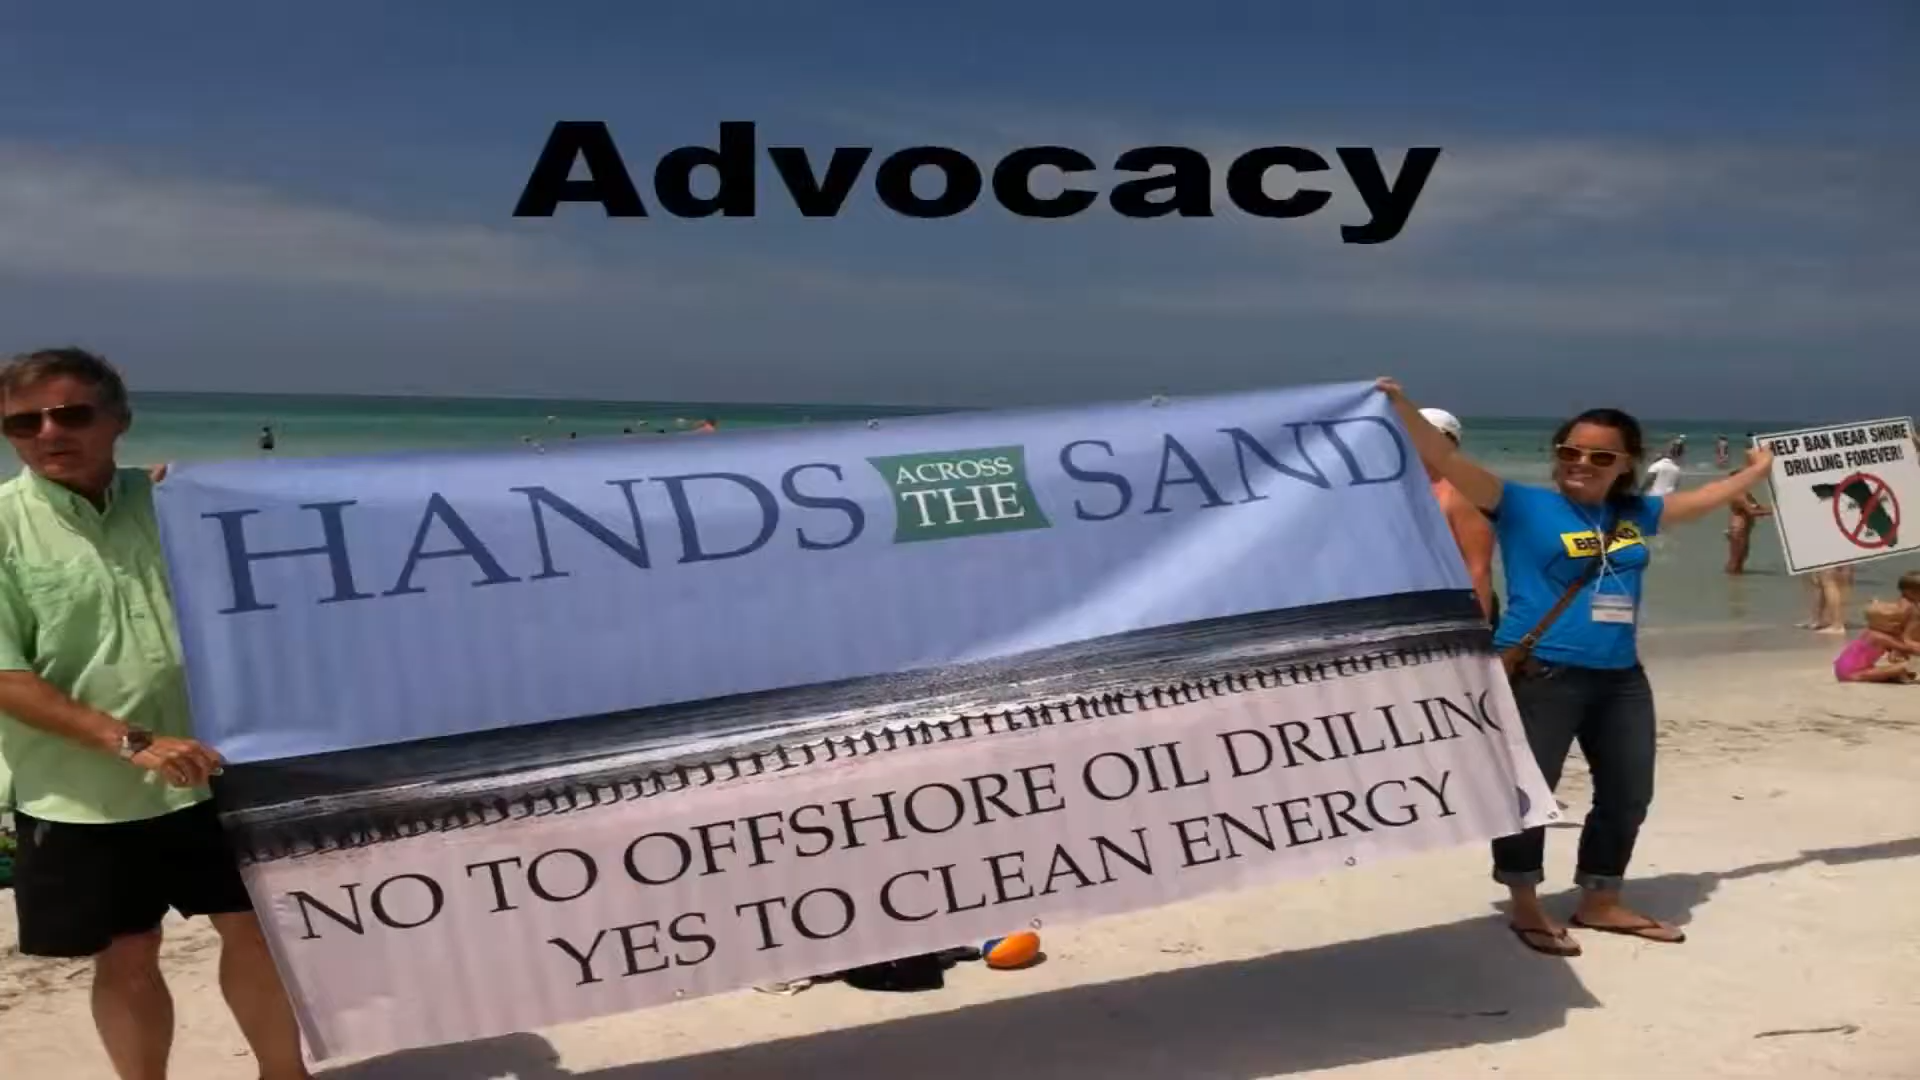 Advocacy
HANDS ACROSS THE SAND
NO TO OFFSHORE OIL DRILLING
YES TO CLEAN ENERGY
HELP BAN NEAR SHORE
DRILLING FOREVER!